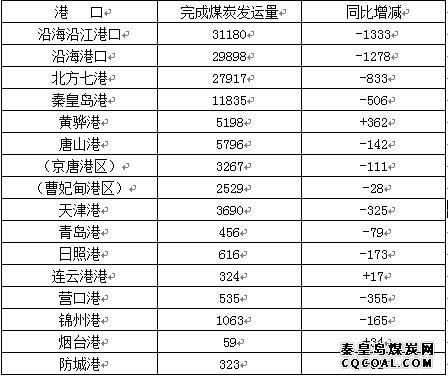 港 口 完成煤炭发运量 同比增减
沿海沿江港口 31180 -1333
沿海港口 29898 -1278
北方七港 27917 -833
秦皇岛港 11835 -506
黄骅港 5198 +362
唐山港 5796 -142
（京唐港区） 3267 -111
（曹妃甸港区） 2529 -28
天津港 3690 -325
青岛港 456 -79
日照港 616 -173
连云港港 324 +17
营口港 535 -355
锦州港 1063 -165
烟台港 59 +34
防城港 323
秦皇岛煤炭网
WWW.CQCOAL.COM